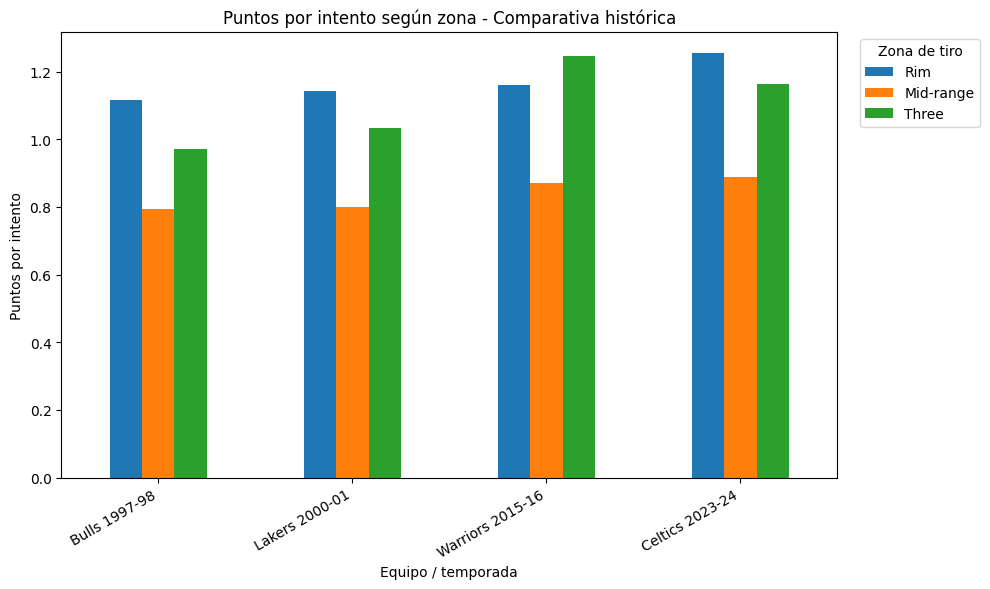 Puntos por intento según zona - Comparativa histórica
Zona de tiro
Rim
Mid-range
Three
Puntos por intento
1.2
1.0
0.8
0.6
0.4
0.2
0.0
Bulls 1997-98
Lakers 2000-01
Warriors 2015-16
Celtics 2023-24
Equipo / temporada